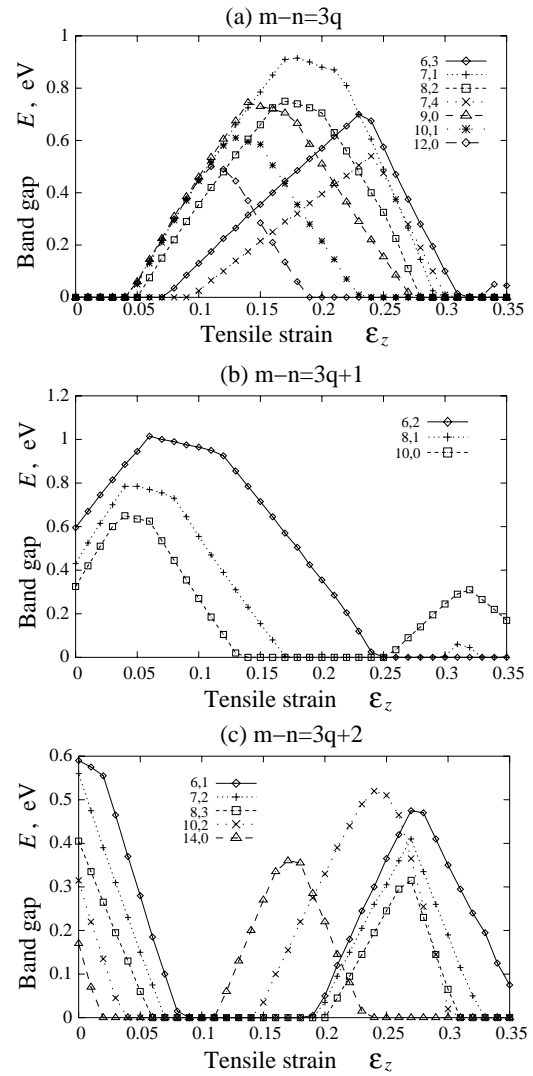 (a) m−n=3q
Band gap E , eV
1
0.8
0.6
0.4
0.2
0
6,3
7,1
8,2
7,4
9,0
10,1
12,0
0 0.05 0.1 0.15 0.2 0.25 0.3 0.35
Tensile strain εz
(b) m−n=3q+1
Band gap E , eV
1.2
1
0.8
0.6
0.4
0.2
0
6,2
8,1
10,0
0 0.05 0.1 0.15 0.2 0.25 0.3 0.35
Tensile strain εz
(c) m−n=3q+2
Band gap E , eV
0.6
0.5
0.4
0.3
0.2
0.1
0
6,1
7,2
8,3
10,2
14,0
0 0.05 0.1 0.15 0.2 0.25 0.3 0.35
Tensile strain εz